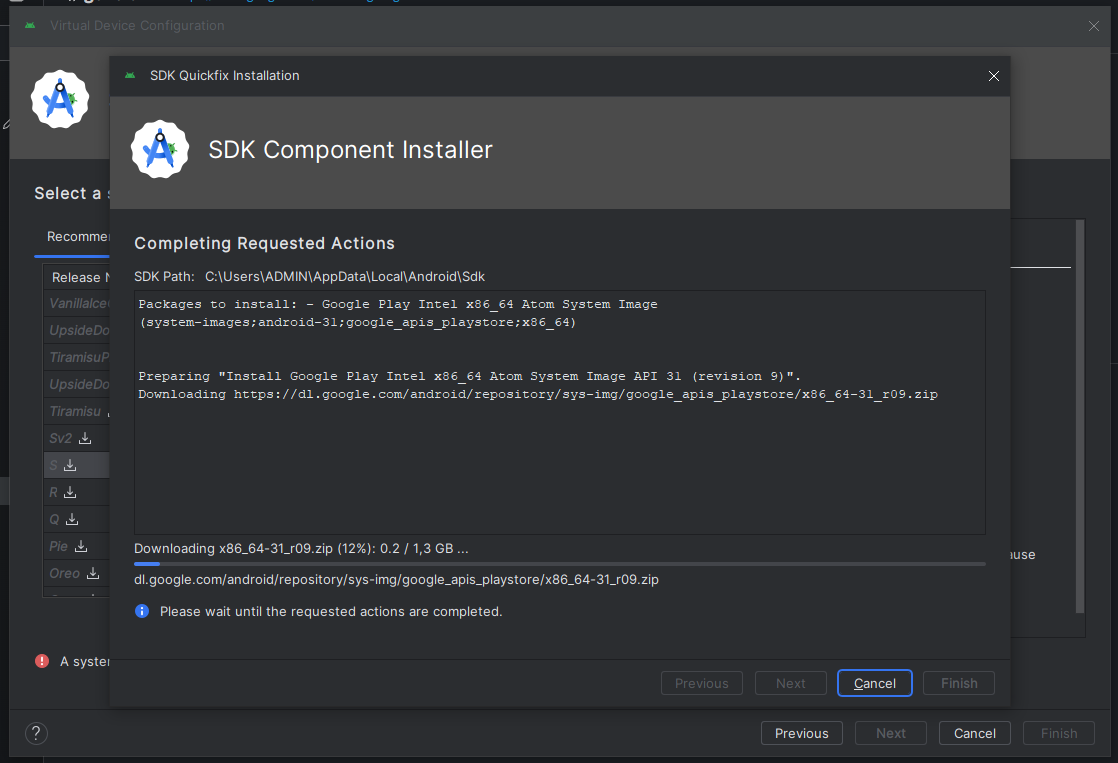 Virtual Device Configuration
SDK Quickfix Installation
SDK Component Installer
Select a
Completing Requested Actions
SDK Path: C:\Users\ADMIN\AppData\Local\Android\Sdk
Packages to install: - Google Play Intel x86_64 Atom System Image
(system-images;android-31;google_apis_playstore;x86_64)
Preparing "Install Google Play Intel x86_64 Atom System Image API 31 (revision 9)".
Downloading https://dl.google.com/android/repository/sys-img/google_apis_playstore/x86_64-31_r09.zip
Recommen
Release N
VanillaIce
UpsideDo
TiramisuP
UpsideDo
Tiramisu
Sv2
S
R
Q
Pie
Oreo
Downloading x86_64-31_r09.zip (12%): 0.2 / 1,3 GB ...
dl.google.com/android/repository/sys-img/google_apis_playstore/x86_64-31_r09.zip
Please wait until the requested actions are completed.
ause
A system
Previous Next Cancel Finish
? Previous Next Cancel Finish